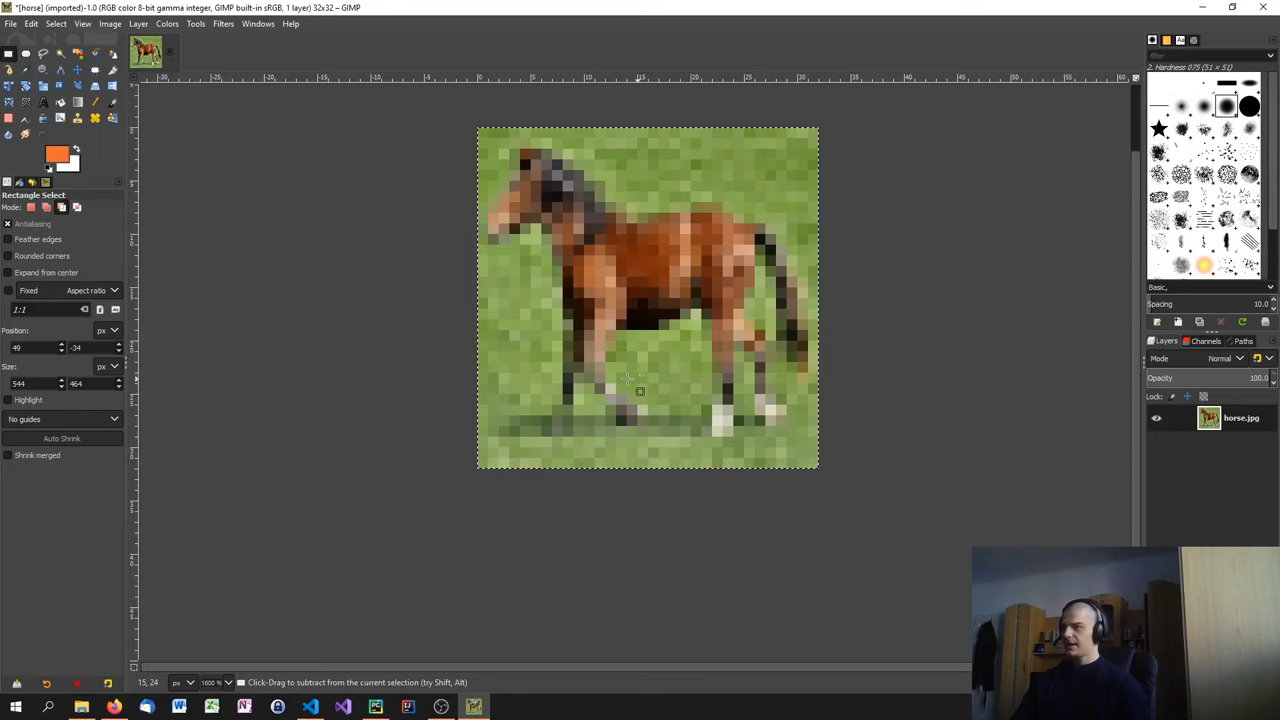 *[horse] (imported)-1.0 (RGB color 8-bit gamma integer, GIMP built-in sRGB, 1 layer) 32x32 – GIMP
File Edit Select View Image Layer Colors Tools Filters Windows Help
Rectangle Select
Mode:
Antialiasing
Feather edges
Rounded corners
Expand from center
Fixed Aspect ratio
1:1
Position: px
49 -34
Size: px
544 464
Highlight
No guides
Auto Shrink
Shrink merged
filter
2. Hardness 075 (51 × 51)
Basic,
Spacing 10.0
Layers Channels Paths
Mode Normal
Opacity 100.0
Lock:
horse.jpg
15, 24 px 1600 % Click-Drag to subtract from the current selection (try Shift, Alt)